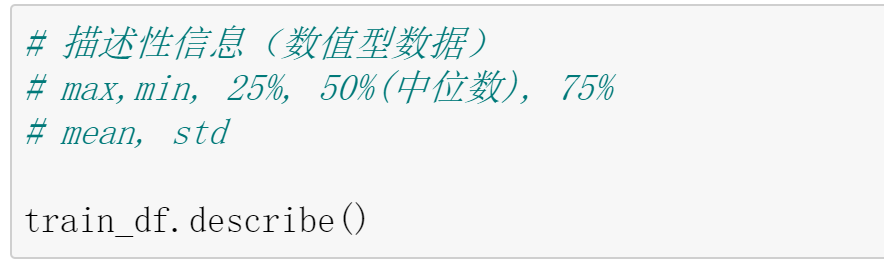 # 描述性信息（数值型数据）
# max,min, 25%, 50%(中位数), 75%
# mean, std
train_df.describe()